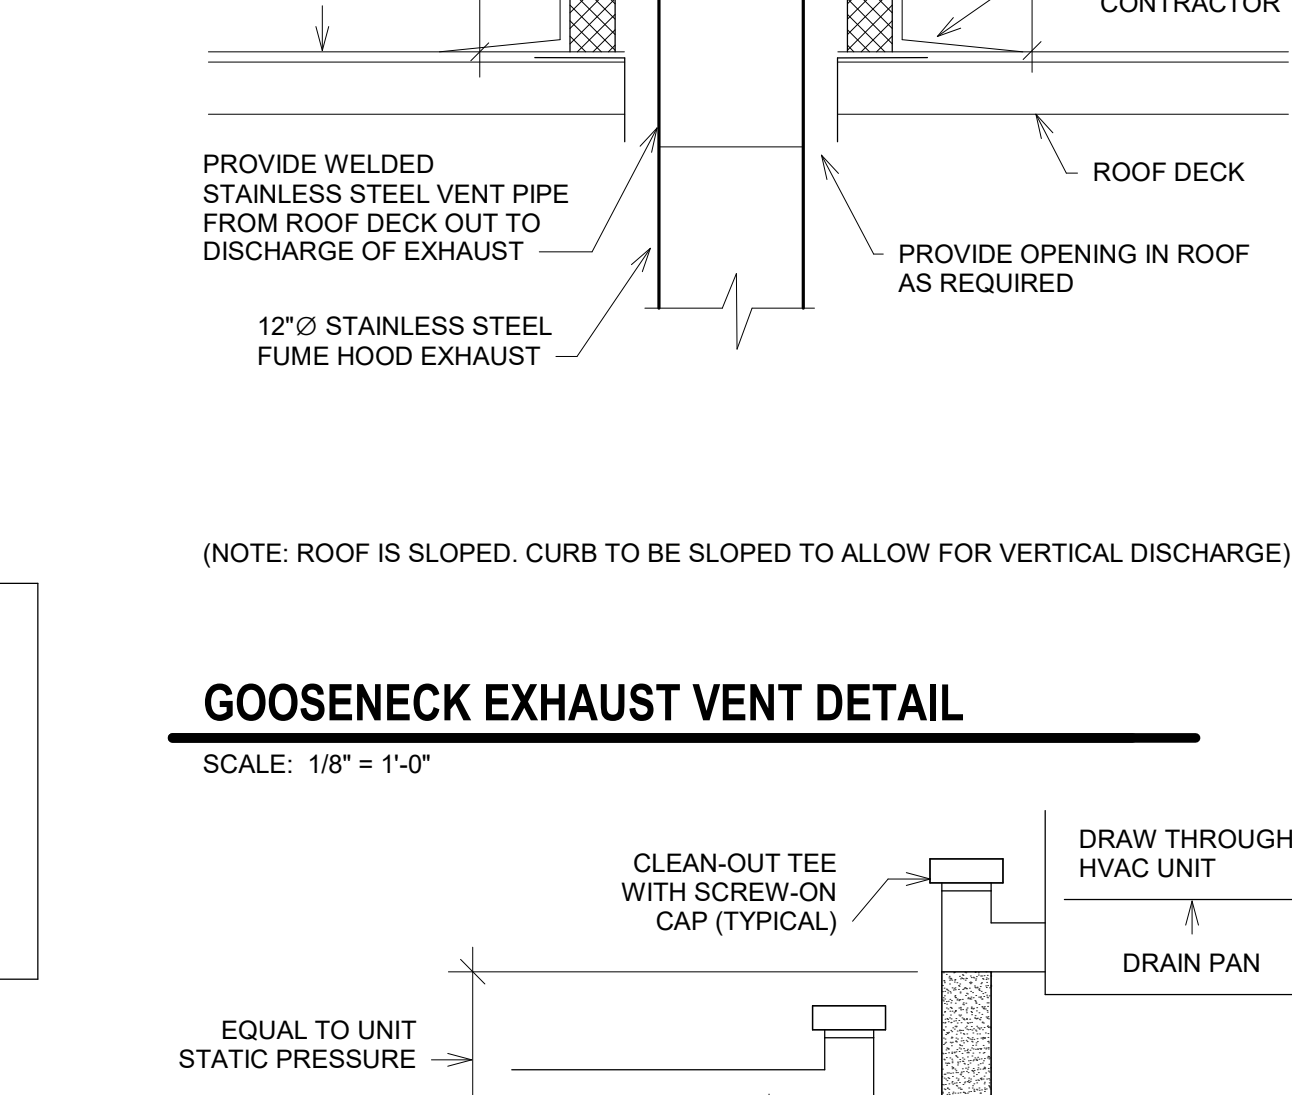 CONTRACTOR
PROVIDE WELDED
STAINLESS STEEL VENT PIPE
FROM ROOF DECK OUT TO
DISCHARGE OF EXHAUST
ROOF DECK
PROVIDE OPENING IN ROOF
AS REQUIRED
12"Ø STAINLESS STEEL
FUME HOOD EXHAUST
(NOTE: ROOF IS SLOPED. CURB TO BE SLOPED TO ALLOW FOR VERTICAL DISCHARGE)
GOOSENECK EXHAUST VENT DETAIL
SCALE: 1/8" = 1'-0"
CLEAN-OUT TEE
WITH SCREW-ON
CAP (TYPICAL)
DRAW THROUGH
HVAC UNIT
DRAIN PAN
EQUAL TO UNIT
STATIC PRESSURE